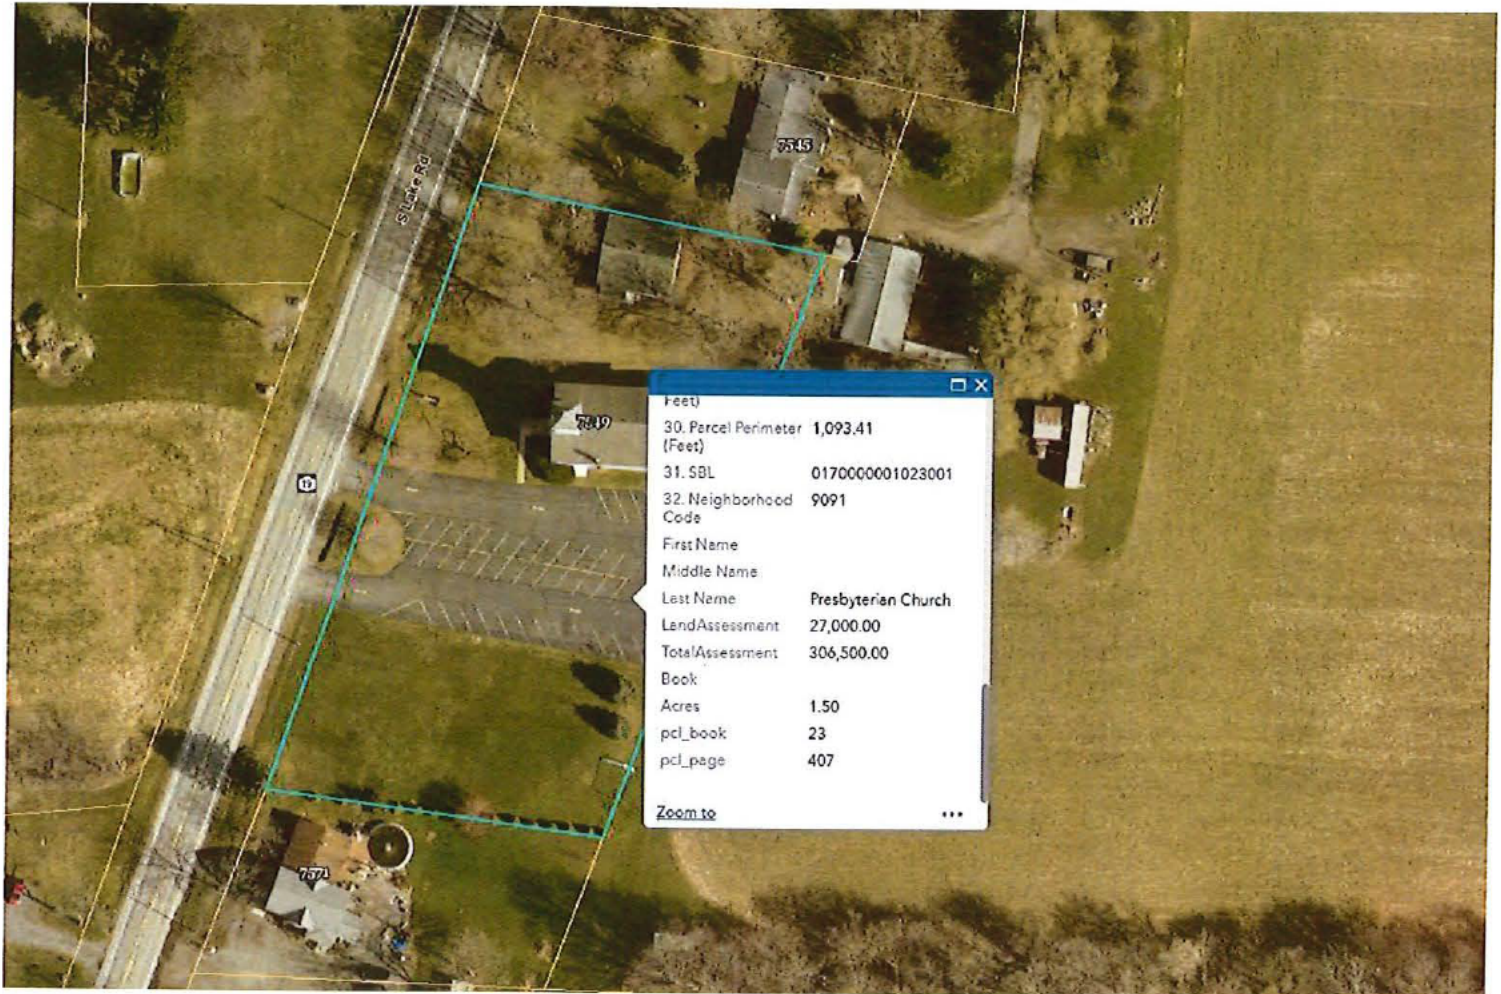 S Lake Rd
7545
7549
19
7571
Feet)
30. Parcel Perimeter 1,093.41
(Feet)
31. SBL 0170000001023001
32. Neighborhood 9091
Code
First Name
Middle Name
Last Name Presbyterian Church
LandAssessment 27,000.00
TotalAssessment 306,500.00
Book
Acres 1.50
pcl_book 23
pcl_page 407
Zoom to